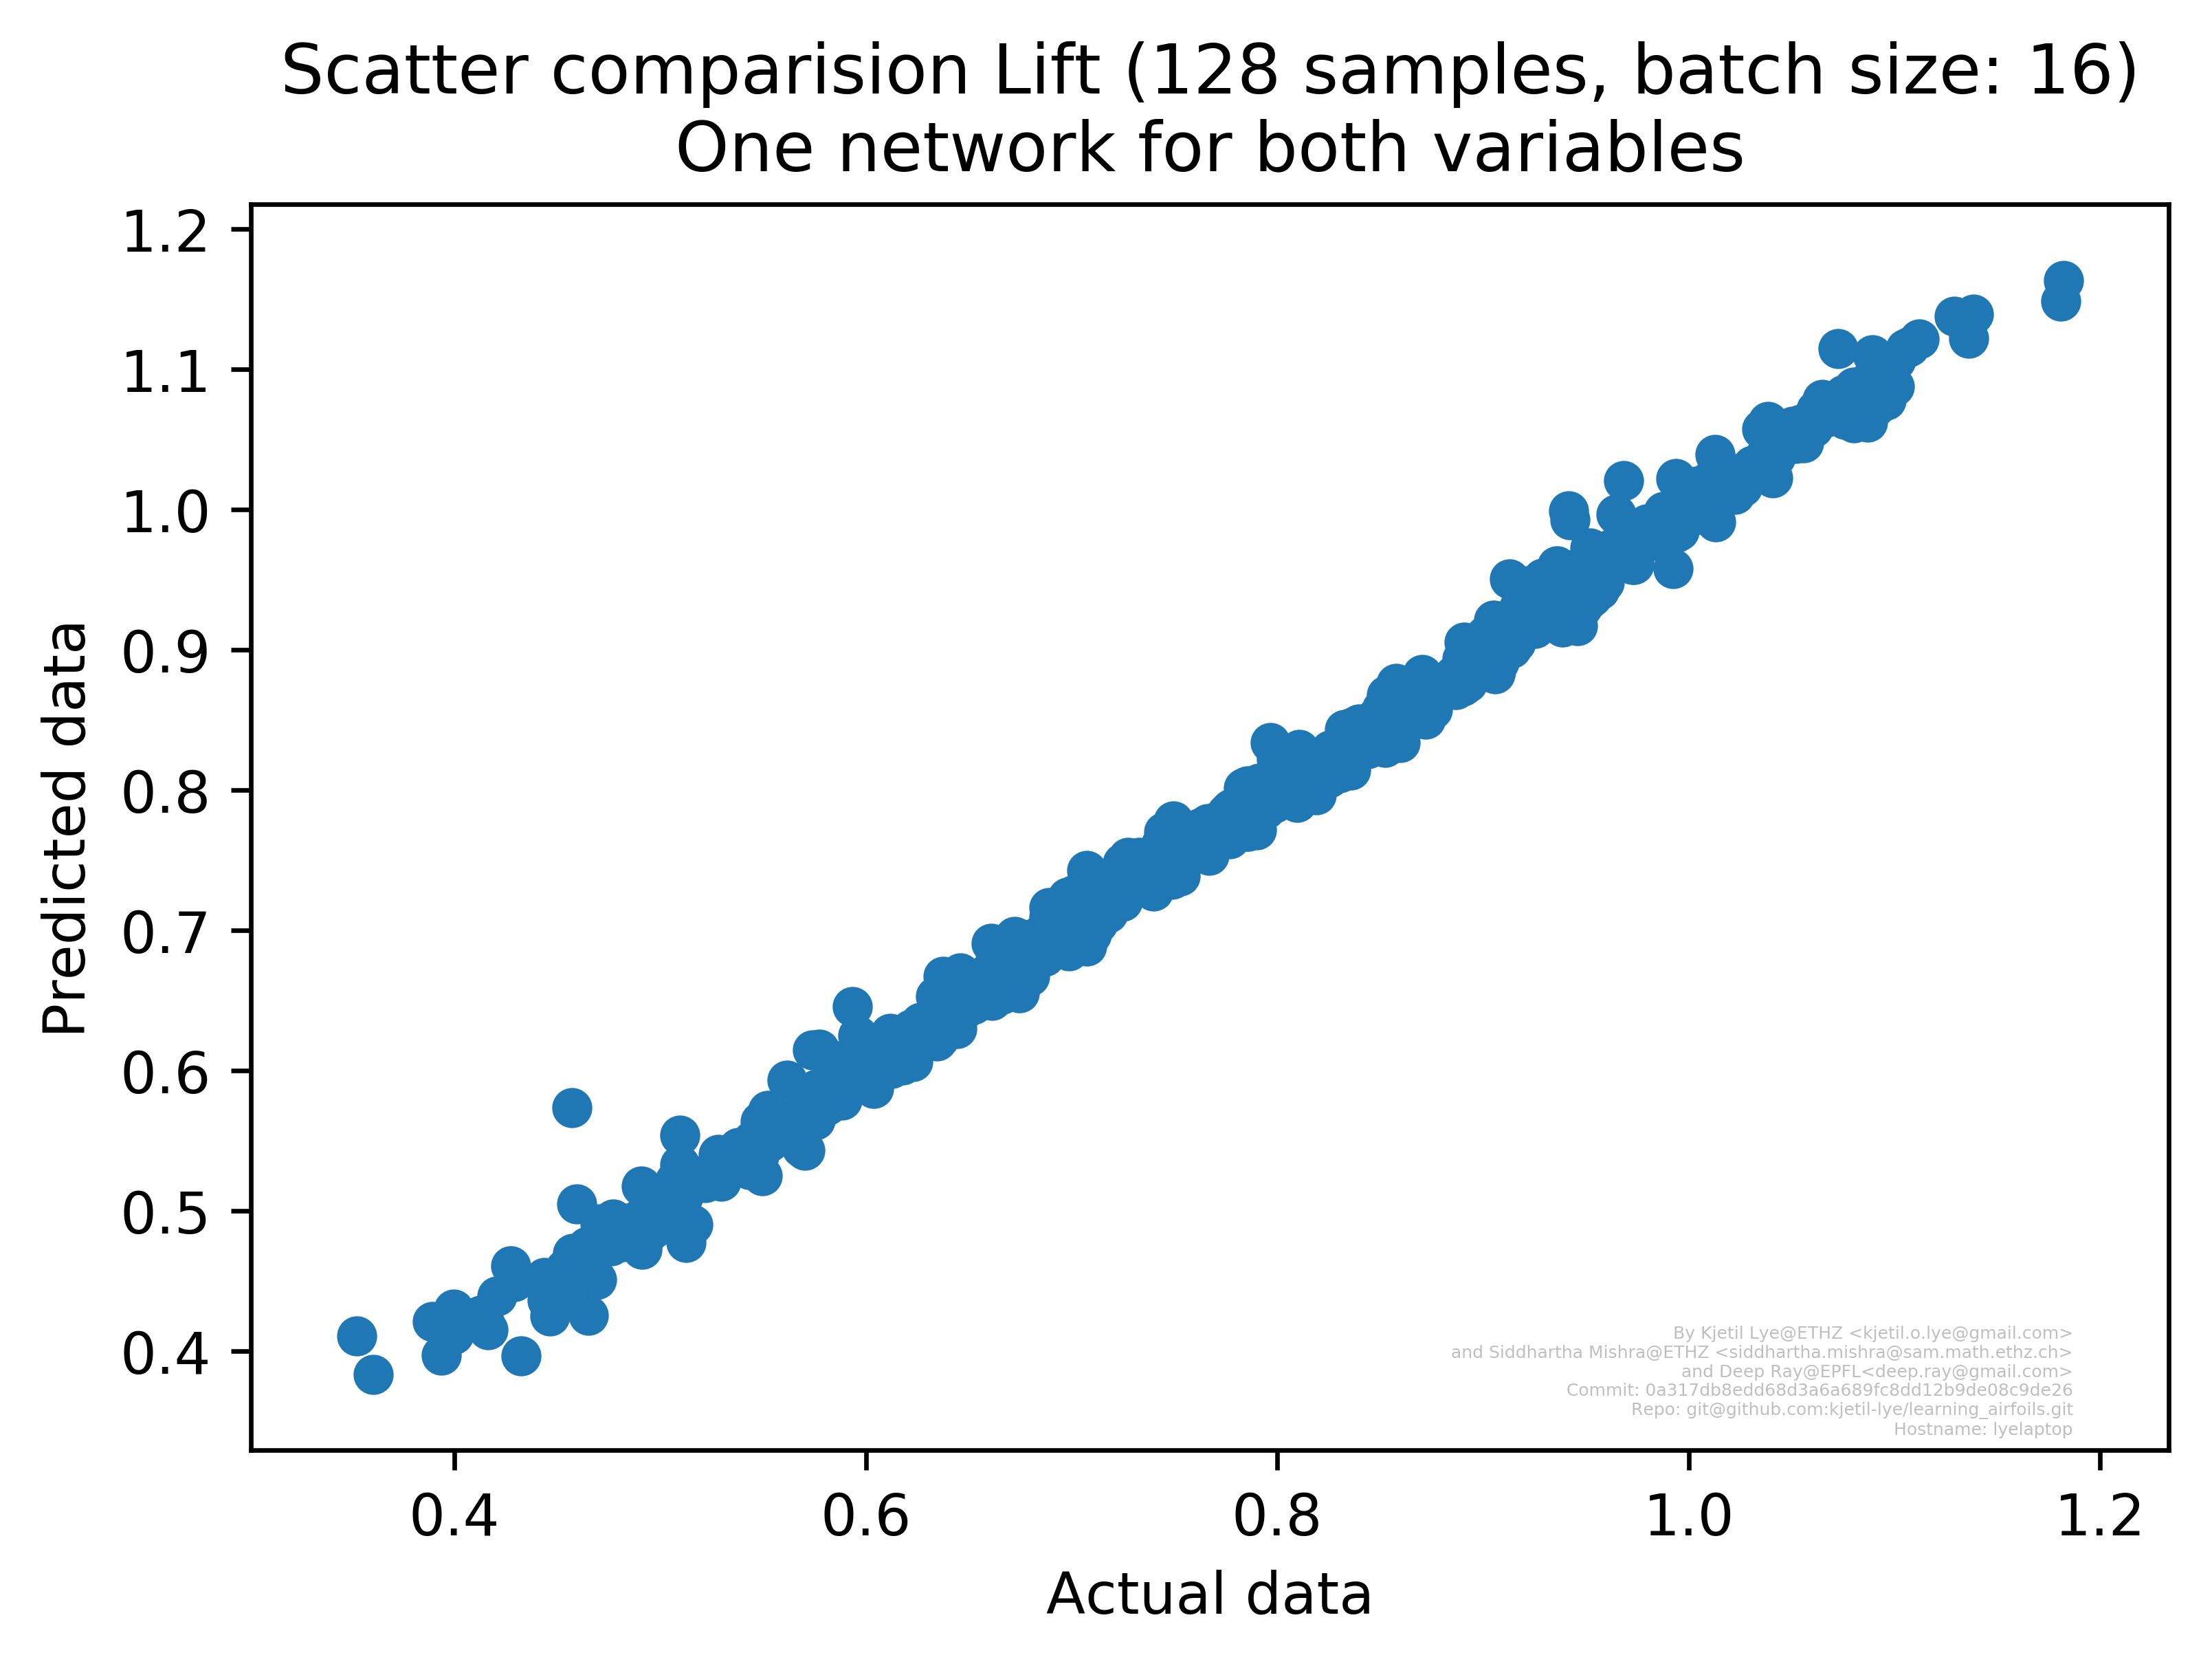 Scatter comparision Lift (128 samples, batch size: 16)
One network for both variables
1.2
1.1
1.0
0.9
0.8
0.7
0.6
0.5
0.4
Predicted data
By Kjetil Lye@ETHZ <kjetil.o.lye@gmail.com>
and Siddhartha Mishra@ETHZ <siddhartha.mishra@sam.math.ethz.ch>
and Deep Ray@EPFL<deep.ray@gmail.com>
Commit: 0a317db8edd68d3a6a689fc8dd12b9de08c9de26
Repo: git@github.com:kjetil-lye/learning_airfoils.git
Hostname: lyelaptop
0.4 0.6 0.8 1.0 1.2
Actual data